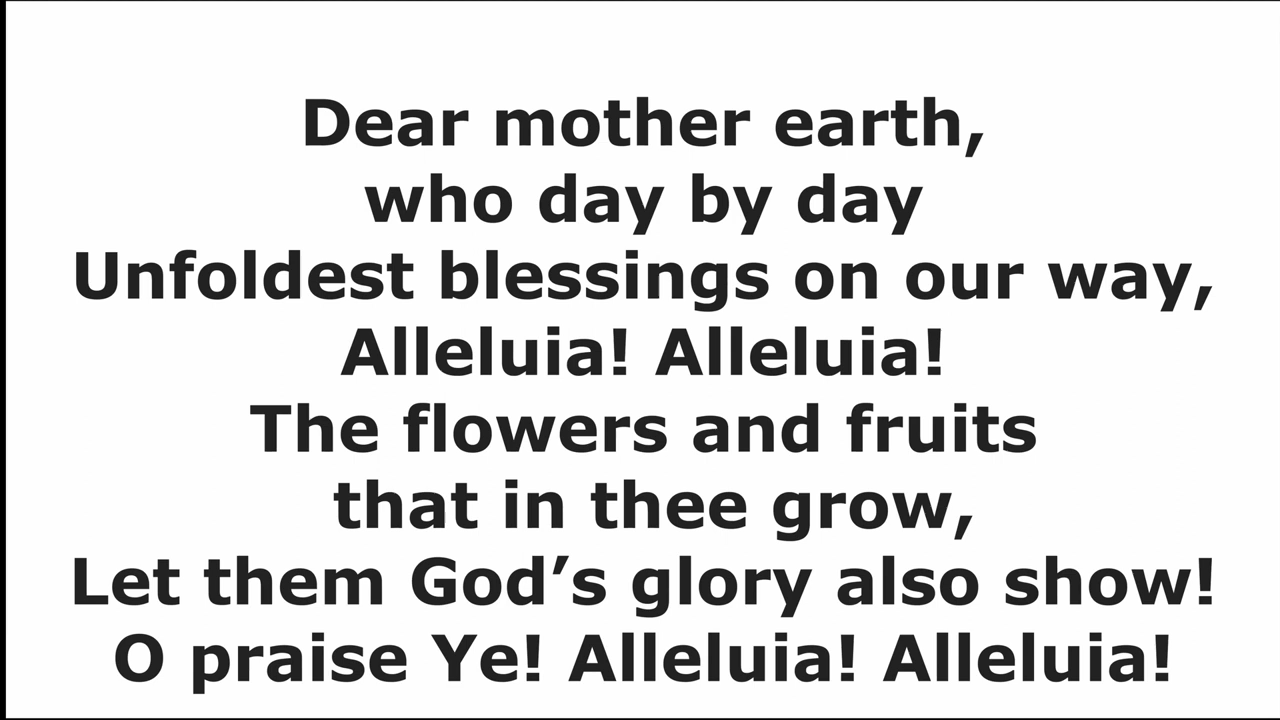 Dear mother earth,
who day by day
Unfoldest blessings on our way,
Alleluia! Alleluia!
The flowers and fruits
that in thee grow,
Let them God’s glory also show!
O praise Ye! Alleluia! Alleluia!